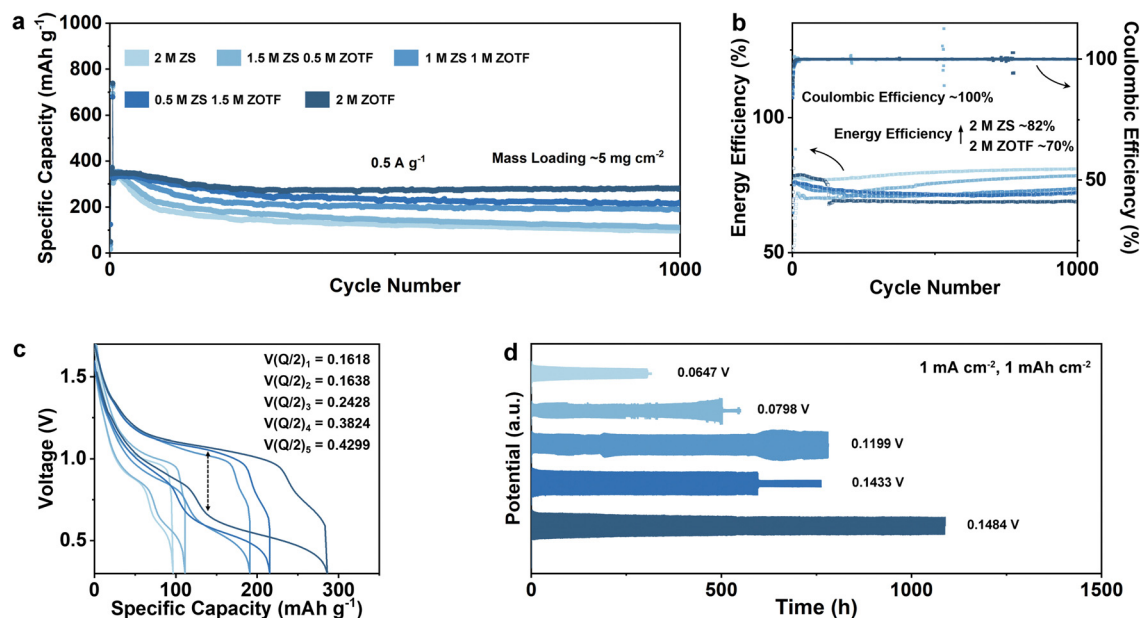 a
1000
800
600
400
200
0
Specific Capacity (mAh g⁻¹)
2 M ZS
1.5 M ZS 0.5 M ZOTF
1 M ZS 1 M ZOTF
0.5 M ZS 1.5 M ZOTF
2 M ZOTF
0.5 A g⁻¹
Mass Loading ~5 mg cm⁻²
0
1000
Cycle Number
b
Energy Efficiency (%)
100
50
Coulombic Efficiency ~100%
Energy Efficiency
2 M ZS ~82%
2 M ZOTF ~70%
100
50
Coulombic Efficiency (%)
0
500
1000
Cycle Number
c
Voltage (V)
1.5
1.0
0.5
V(Q/2)₁ = 0.1618
V(Q/2)₂ = 0.1638
V(Q/2)₃ = 0.2428
V(Q/2)₄ = 0.3824
V(Q/2)₅ = 0.4299
0
100
200
300
Specific Capacity (mAh g⁻¹)
d
Potential (a.u.)
1 mA cm⁻², 1 mAh cm⁻²
0.0647 V
0.0798 V
0.1199 V
0.1433 V
0.1484 V
0
500
1000
1500
Time (h)